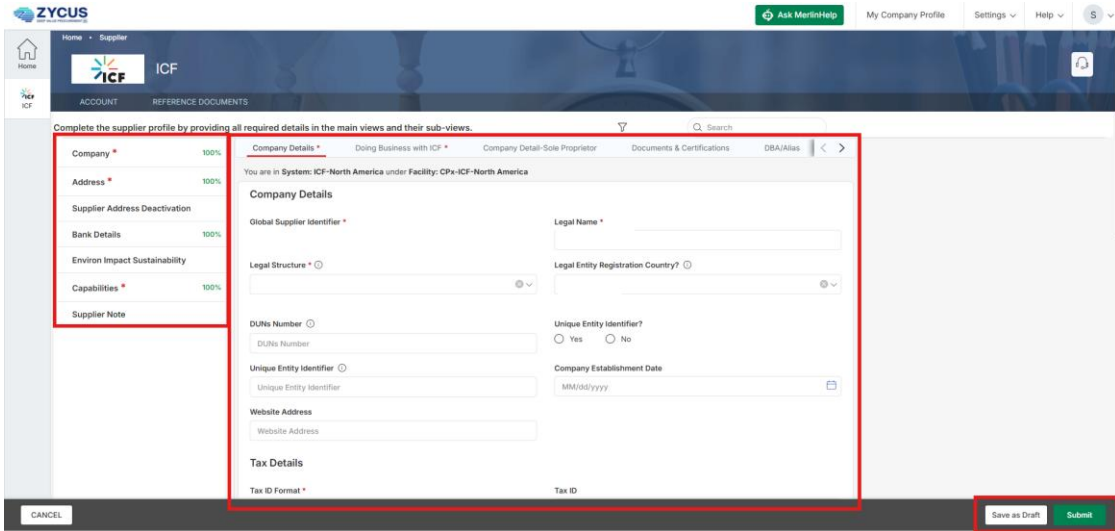 ZYCUS
Ask MerlinHelp
My Company Profile
Settings
Help
S
Home
ICF
Home • Supplier
ICF
ICF
ACCOUNT
REFERENCE DOCUMENTS
Complete the supplier profile by providing all required details in the main views and their sub-views.
Search
Company *
100%
Address *
100%
Supplier Address Deactivation
Bank Details
100%
Environ Impact Sustainability
Capabilities *
100%
Supplier Note
Company Details *
Doing Business with ICF *
Company Detail-Sole Proprietor
Documents & Certifications
DBA/Alias
You are in System: ICF-North America under Facility: CPx-ICF-North America
Company Details
Global Supplier Identifier *
Legal Name *
Legal Structure *
Legal Entity Registration Country?
DUNs Number
Unique Entity Identifier?
DUNs Number
Yes
No
Unique Entity Identifier
Company Establishment Date
Unique Entity Identifier
MM/dd/yyyy
Website Address
Website Address
Tax Details
Tax ID Format *
Tax ID
CANCEL
Save as Draft
Submit